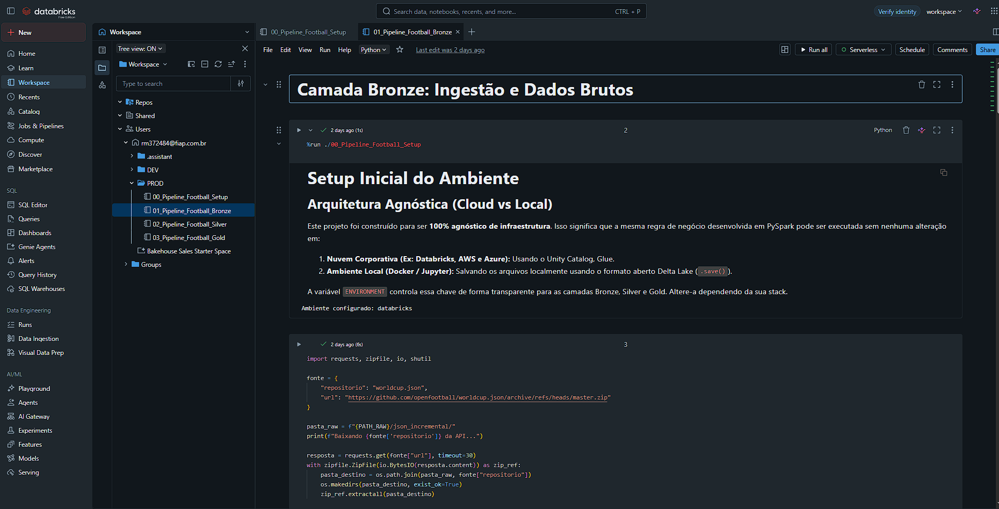 databricks
Free Edition
Search data, notebooks, recents, and more...
CTRL + P
Verify identity
workspace
New
Home
Learn
Workspace
Recents
Catalog
Jobs & Pipelines
Compute
Discover
Marketplace
SQL
SQL Editor
Queries
Dashboards
Genie Agents
Alerts
Query History
SQL Warehouses
Data Engineering
Runs
Data Ingestion
Visual Data Prep
AI/ML
Playground
Agents
AI Gateway
Experiments
Features
Models
Serving
Workspace
Tree view: ON
Workspace
Type to search
Repos
Shared
Users
rm372484@fiap.com.br
.assistant
DEV
PROD
00_Pipeline_Football_Setup
01_Pipeline_Football_Bronze
02_Pipeline_Football_Silver
03_Pipeline_Football_Gold
Bakehouse Sales Starter Space
Groups
00_Pipeline_Football_Setup
01_Pipeline_Football_Bronze
File Edit View Run Help Python Last edit was 2 days ago
Run all
Serverless
Schedule
Comments
Share
Camada Bronze: Ingestão e Dados Brutos
2 days ago (1s)
2
Python
%run ./00_Pipeline_Football_Setup
Setup Inicial do Ambiente
Arquitetura Agnóstica (Cloud vs Local)
Este projeto foi construído para ser 100% agnóstico de infraestrutura. Isso significa que a mesma regra de negócio desenvolvida em PySpark pode ser executada sem nenhuma alteração
em:
1. Nuvem Corporativa (Ex: Databricks, AWS e Azure): Usando o Unity Catalog, Glue.
2. Ambiente Local (Docker / Jupyter): Salvando os arquivos localmente usando o formato aberto Delta Lake ( .save() ).
A variável ENVIRONMENT controla essa chave de forma transparente para as camadas Bronze, Silver e Gold. Altere-a dependendo da sua stack.
Ambiente configurado: databricks
2 days ago (6s)
3
import requests, zipfile, io, shutil
fonte = {
"repositorio": "worldcup.json",
"url": "https://github.com/openfootball/worldcup.json/archive/refs/heads/master.zip"
}
pasta_raw = f"{PATH_RAW}/json_incremental/"
print(f"Baixando {fonte['repositorio']} da API...")
resposta = requests.get(fonte["url"], timeout=30)
with zipfile.ZipFile(io.BytesIO(resposta.content)) as zip_ref:
pasta_destino = os.path.join(pasta_raw, fonte["repositorio"])
os.makedirs(pasta_destino, exist_ok=True)
zip_ref.extractall(pasta_destino)